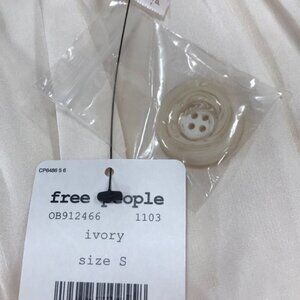 CP6486 S 6
free people
OB912466 1103
ivory
size S